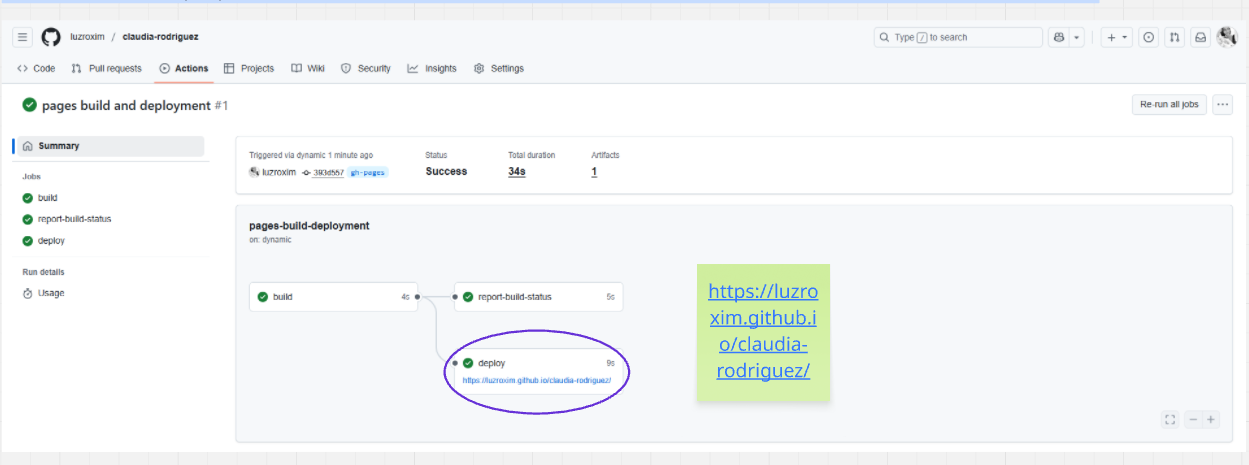 luzroxim / claudia-rodriguez
Type / to search
Code Pull requests Actions Projects Wiki Security Insights Settings
pages build and deployment #1
Re-run all jobs
Summary
Jobs
build
report-build-status
deploy
Run details
Usage
Triggered via dynamic 1 minute ago
luzroxim 393d557 gh-pages
Status
Success
Total duration
34s
Artifacts
1
pages-build-deployment
on: dynamic
build 4s
report-build-status 5s
deploy 9s
https://luzroxim.github.io/claudia-rodriguez/
https://luzro
xim.github.i
o/claudia-
rodriguez/